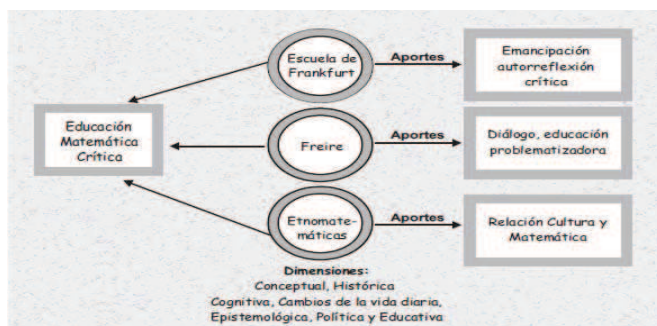 Escuela de
Frankfurt
Aportes
Emancipación
autorreflexión
crítica
Educación
Matemática
Crítica
Freire
Aportes
Diálogo, educación
problematizadora
Etnomate-
máticas
Aportes
Relación Cultura y
Matemática
Dimensiones:
Conceptual, Histórica
Cognitiva, Cambios de la vida diaria,
Epistemológica, Política y Educativa